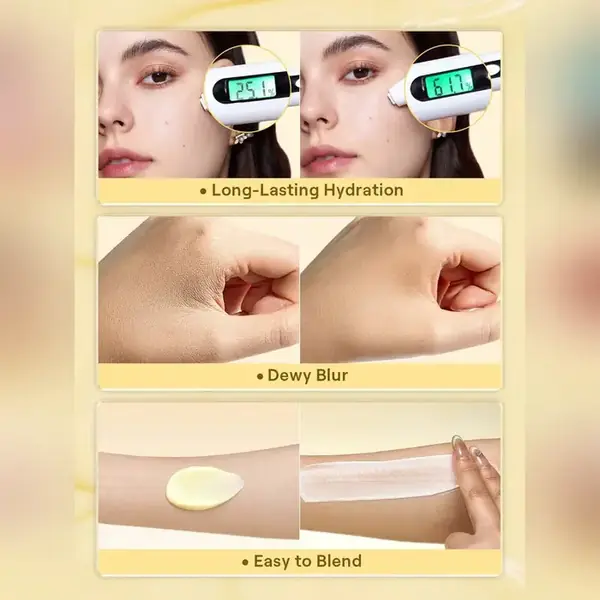 25.1%
61.7%
• Long-Lasting Hydration
• Dewy Blur
• Easy to Blend